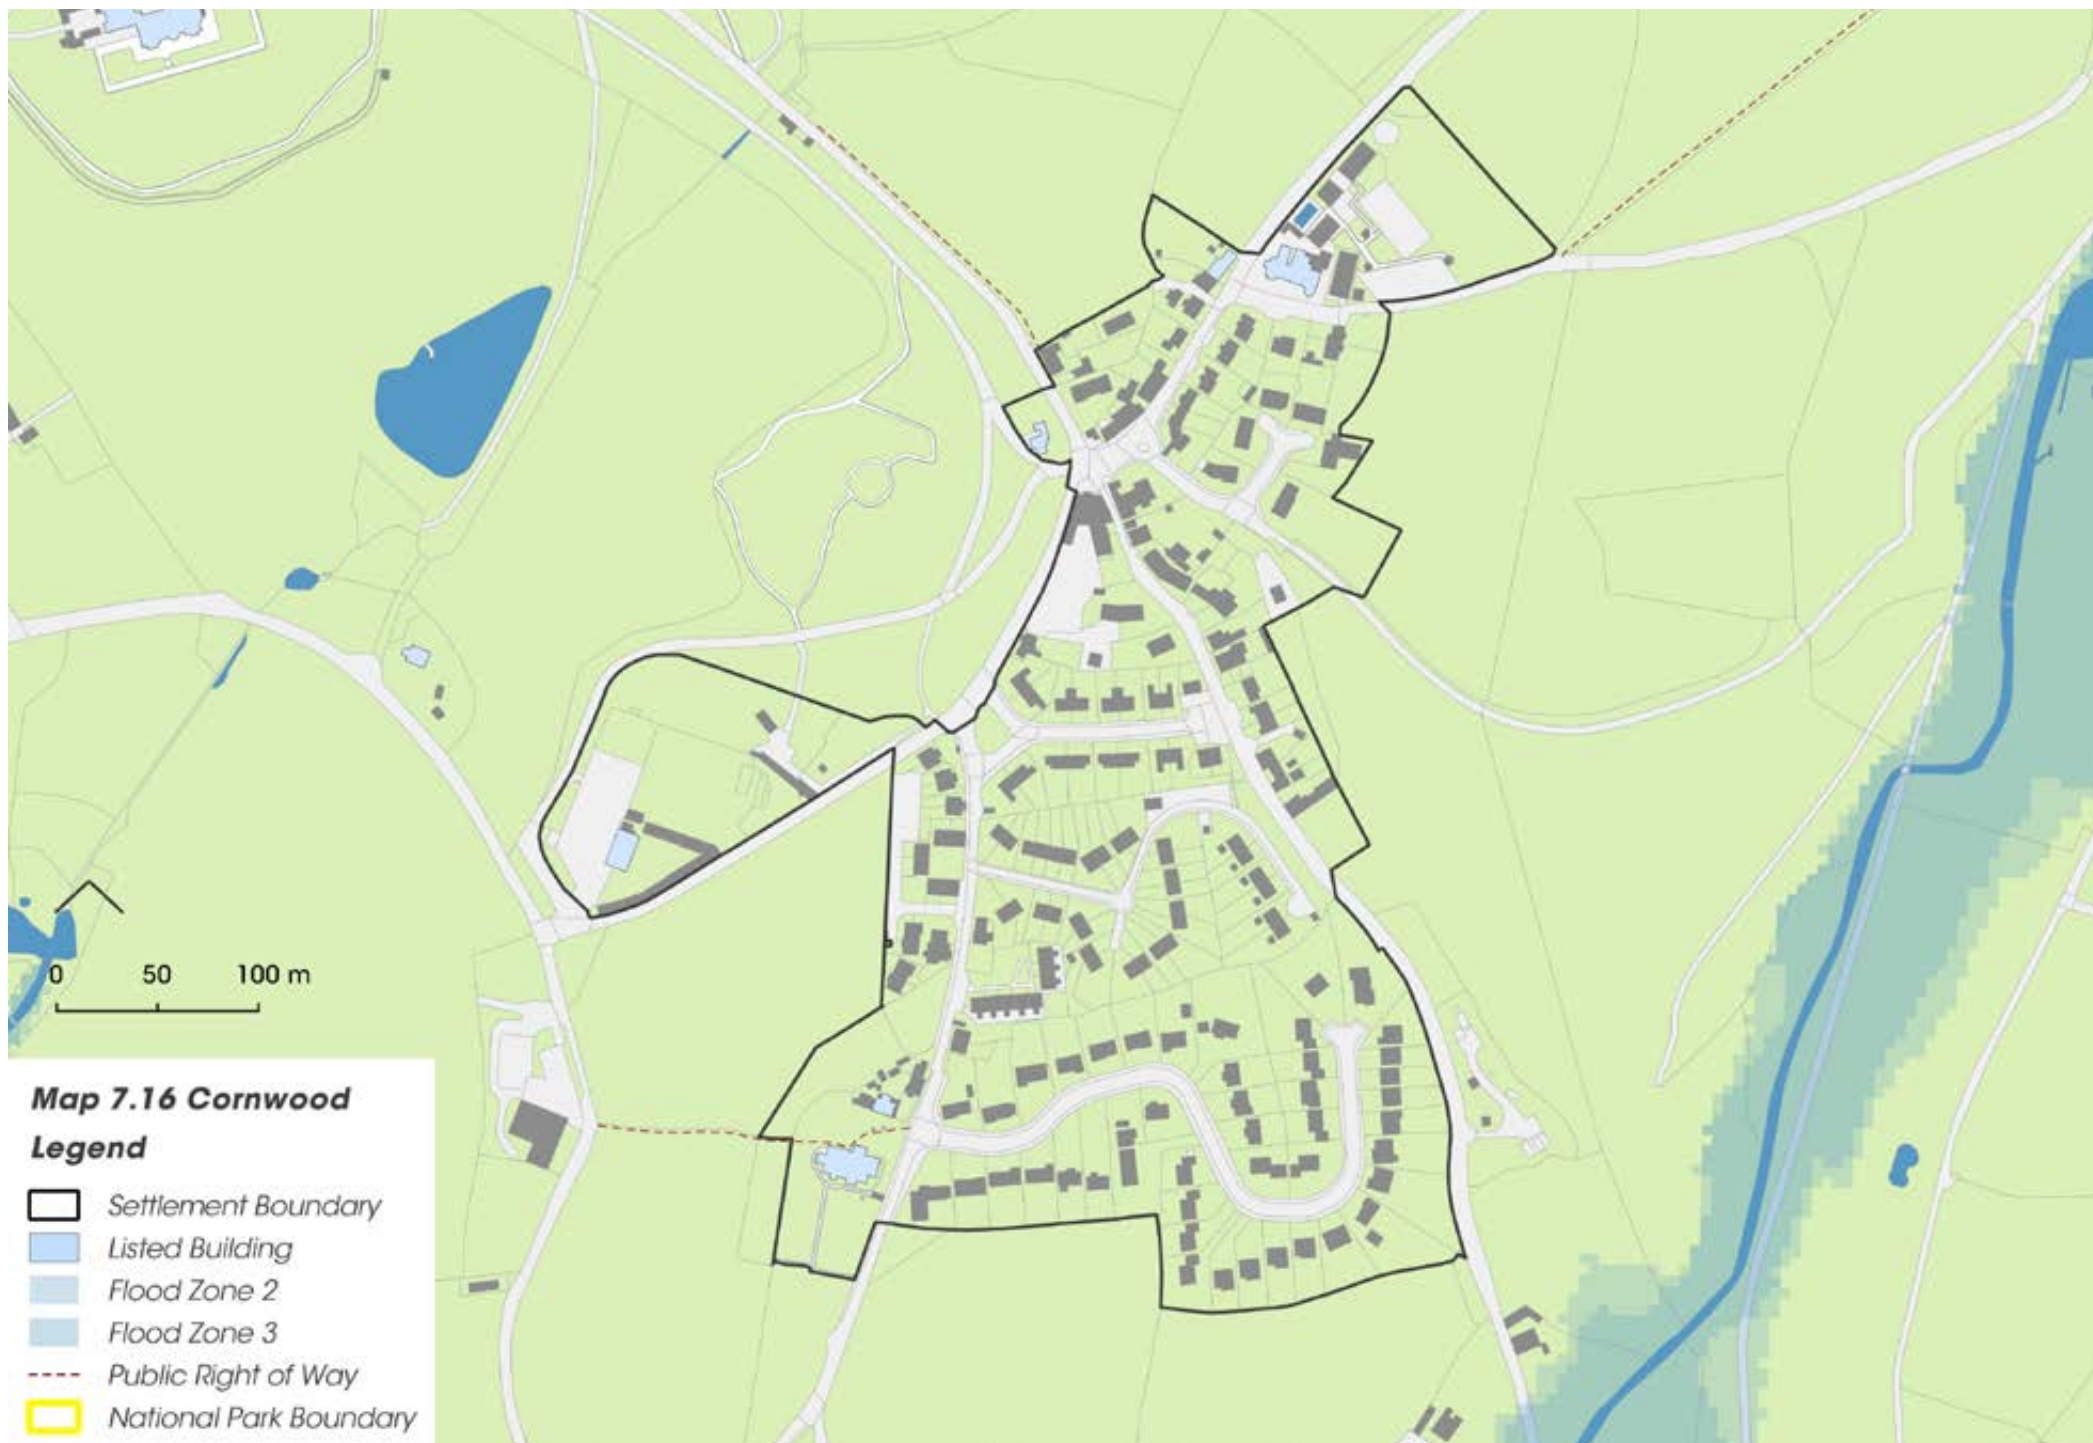 0 50 100 m
Map 7.16 Cornwood
Legend
Settlement Boundary
Listed Building
Flood Zone 2
Flood Zone 3
Public Right of Way
National Park Boundary